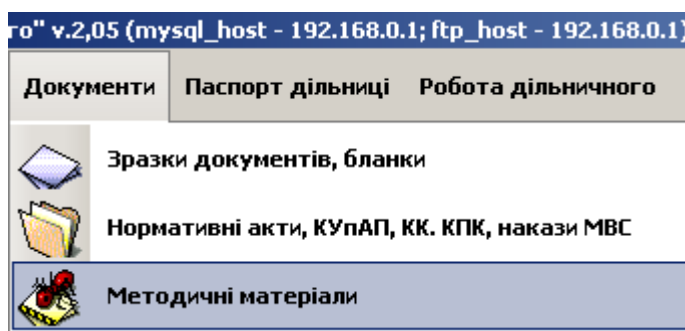 го" v.2,05 (mysql_host - 192.168.0.1; ftp_host - 192.168.0.1)
Документи Паспорт дільниці Робота дільничного
Зразки документів, бланки
Нормативні акти, КУпАП, КК. КПК, накази МВС
Методичні матеріали